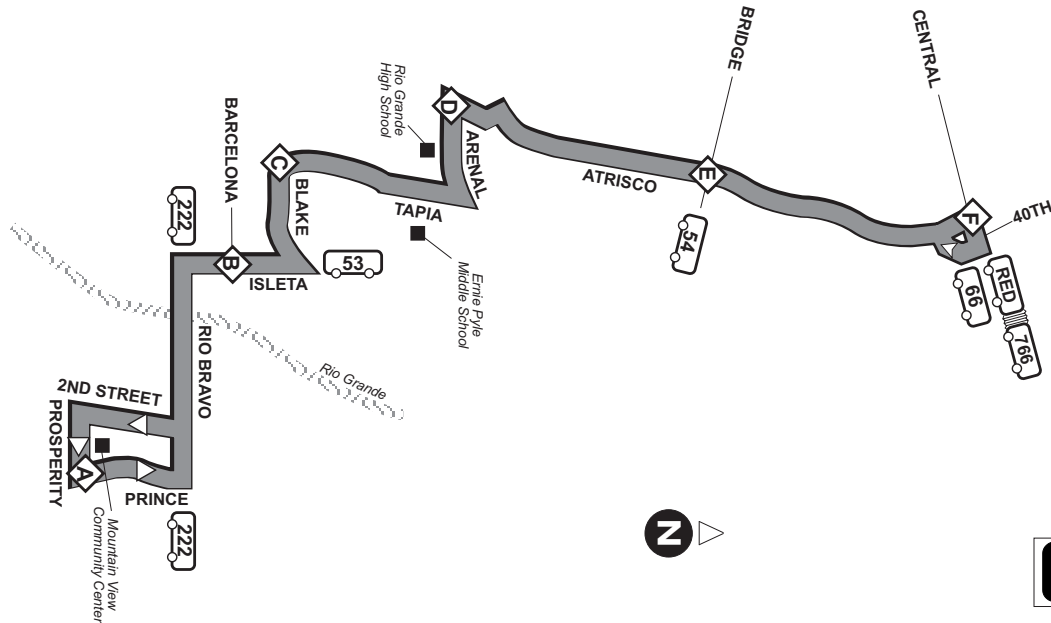 CENTRAL
40TH
F
RED
766
66
BRIDGE
E
54
ATRISCO
Rio Grande
High School
D
ARENAL
TAPIA
Ernie Pyle
Middle School
BARCELONA
C
BLAKE
222
B
ISLETA
53
RIO BRAVO
Rio Grande
2ND STREET
PROSPERITY
A
PRINCE
Mountain View
Community Center
222
N